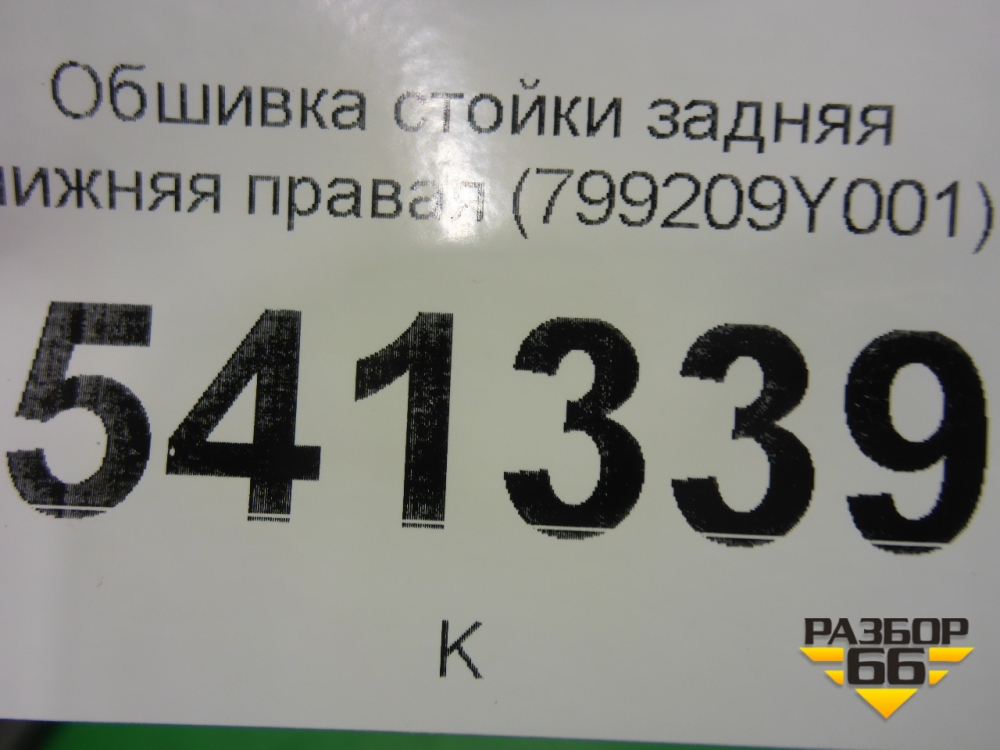 Обшивка стойки задняя
нижняя правая (799209Y001)
541339
К
РАЗБОР
66